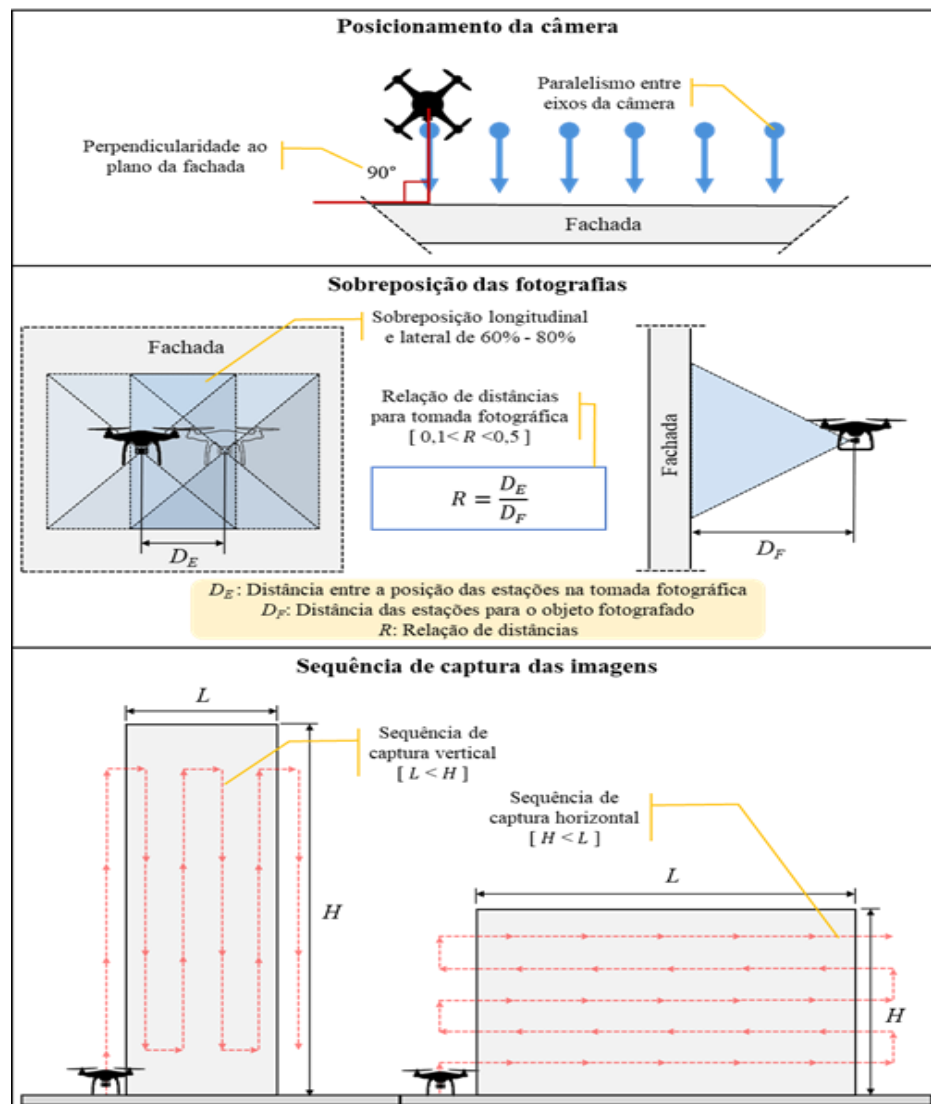 Posicionamento da câmera
Paralelismo entre
eixos da câmera
Perpendicularidade ao
plano da fachada
90°
Fachada
Sobreposição das fotografias
Sobreposição longitudinal
e lateral de 60% - 80%
Fachada
Relação de distâncias
para tomada fotográfica
[ 0,1< R <0,5 ]
R = D_E / D_F
Fachada
D_E
D_F
D_E: Distância entre a posição das estações na tomada fotográfica
D_F: Distância das estações para o objeto fotografado
R: Relação de distâncias
Sequência de captura das imagens
L
Sequência de
captura vertical
[ L < H ]
H
Sequência de
captura horizontal
[ H < L ]
L
H